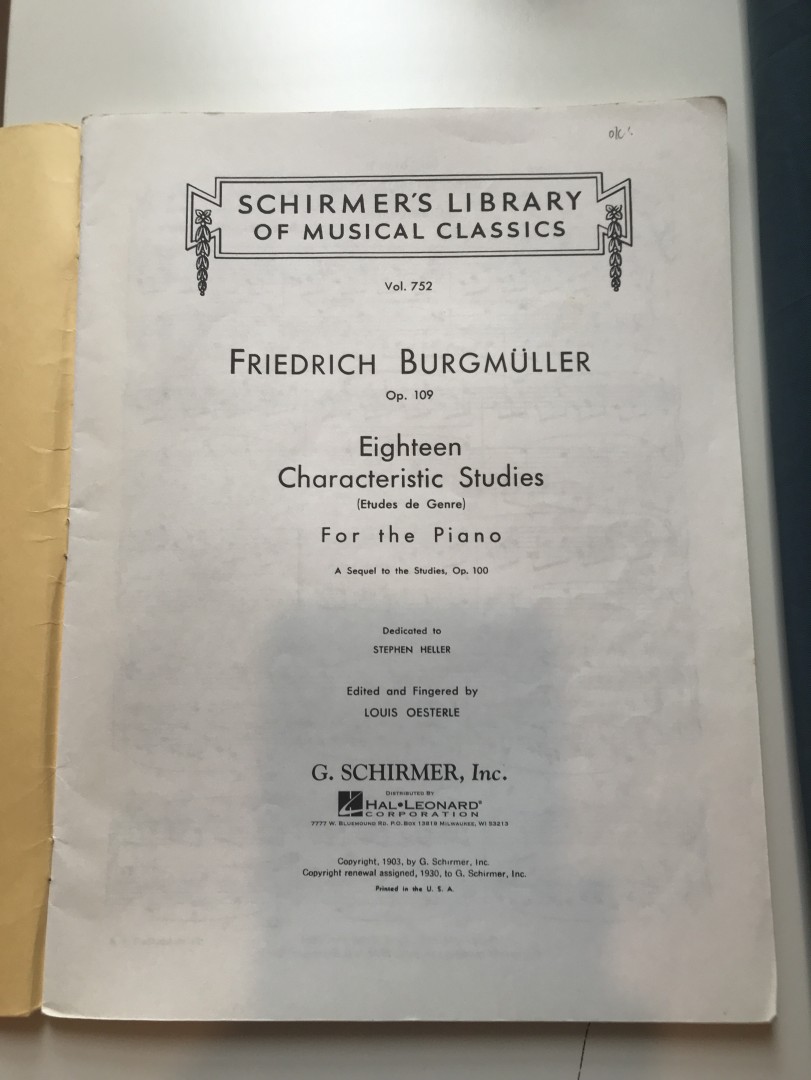 SCHIRMER'S LIBRARY
OF MUSICAL CLASSICS
Vol. 752
FRIEDRICH BURGMÜLLER
Op. 109
Eighteen
Characteristic Studies
(Etudes de Genre)
For the Piano
A Sequel to the Studies, Op. 100
Dedicated to
STEPHEN HELLER
Edited and Fingered by
LOUIS OESTERLE
G. SCHIRMER, Inc.
DISTRIBUTED BY
HAL•LEONARD®
CORPORATION
7777 W. BLUEMOUND RD. P.O. BOX 13819 MILWAUKEE, WI 53213
Copyright, 1903, by G. Schirmer, Inc.
Copyright renewal assigned, 1930, to G. Schirmer, Inc.
Printed in the U. S. A.